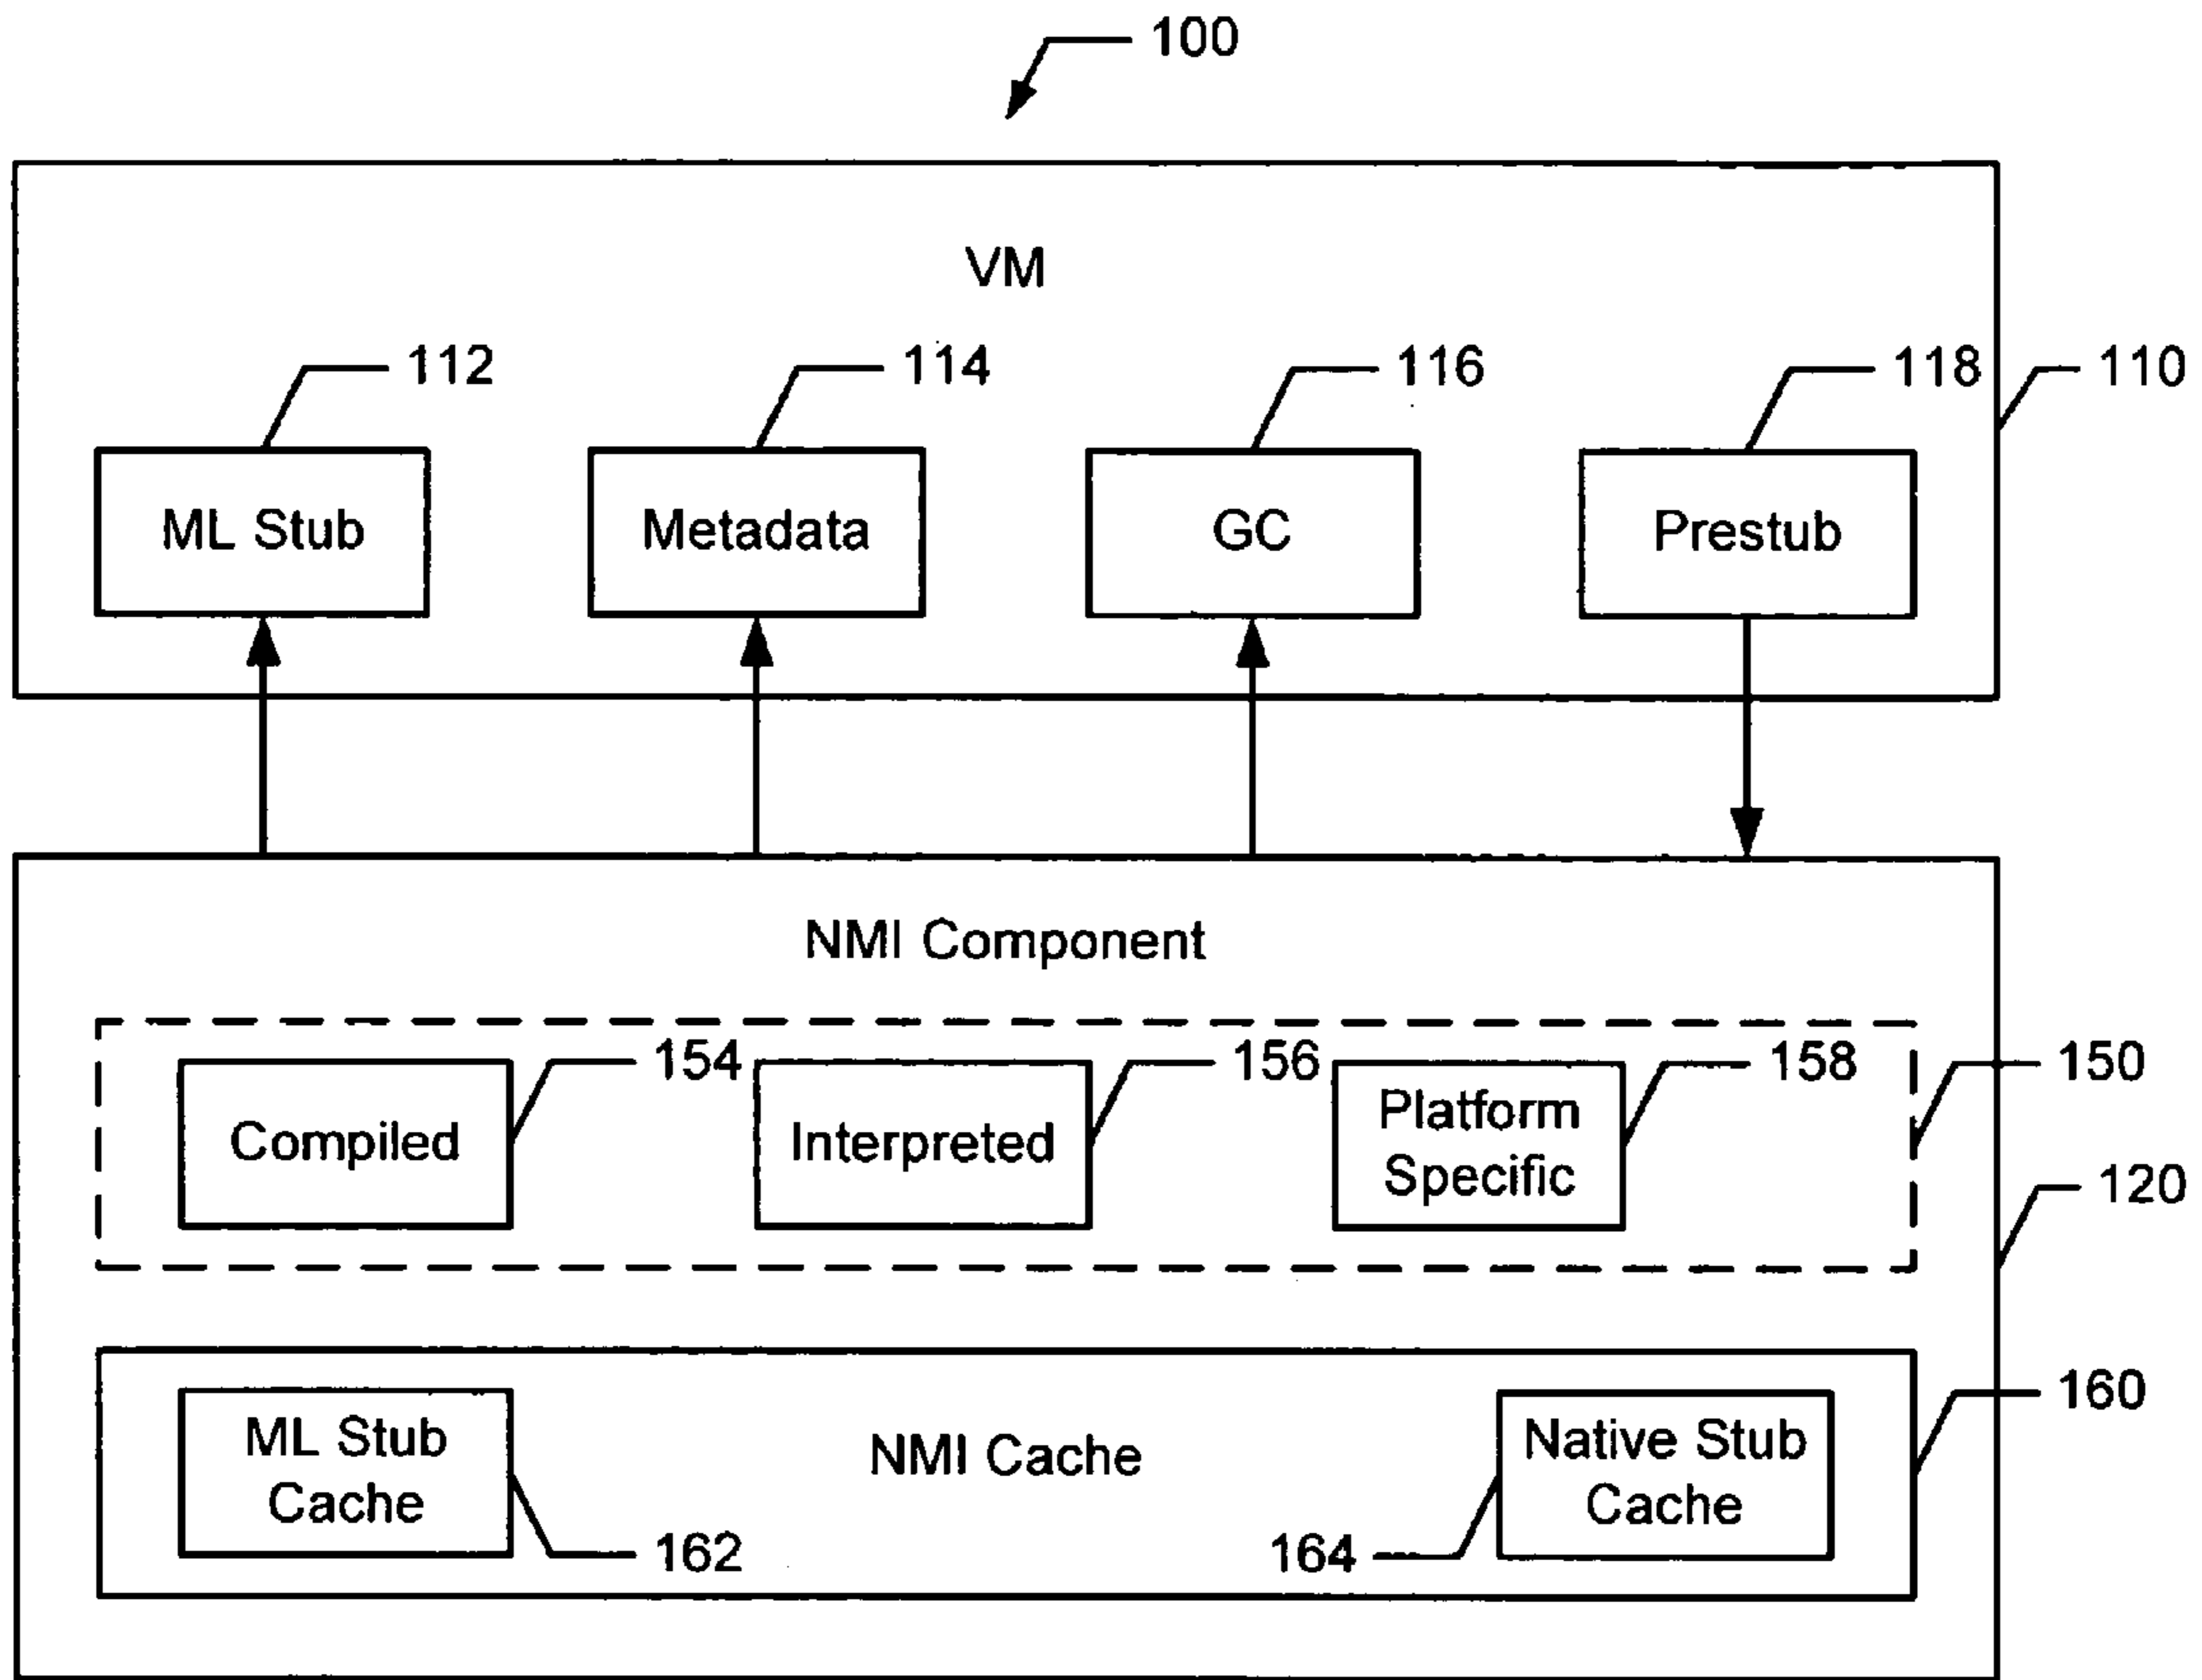 100
VM
112
114
116
118
110
ML Stub
Metadata
GC
Prestub
NMI Component
154
156
158
150
Compiled
Interpreted
Platform
Specific
120
ML Stub
Cache
NMI Cache
Native Stub
Cache
160
162
164